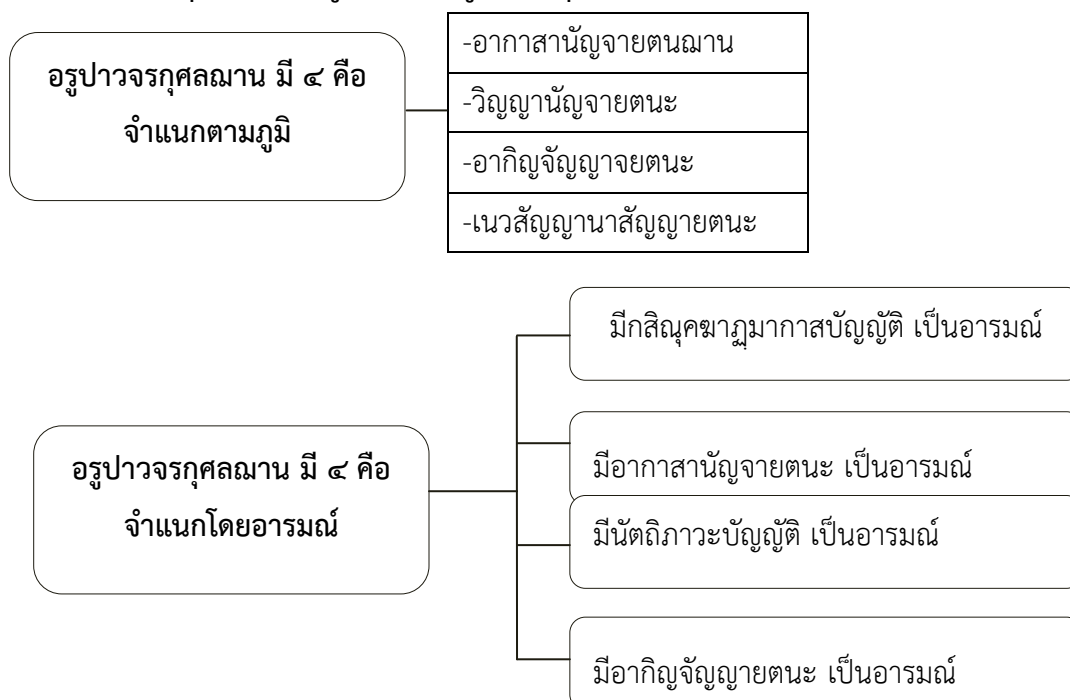 อรูปาวจรกุศลฌาน มี ๔ คือ
จำแนกตามภูมิ
-อากาสานัญจายตนฌาน
-วิญญานัญจายตนะ
-อากิญจัญญาจยตนะ
-เนวสัญญานาสัญญายตนะ
อรูปาวจรกุศลฌาน มี ๔ คือ
จำแนกโดยอารมณ์
มีกสิณุคฆาฏฺมากาสบัญญัติ เป็นอารมณ์
มีอากาสานัญจายตนะ เป็นอารมณ์
มีนัตถิภาวะบัญญัติ เป็นอารมณ์
มีอากิญจัญญายตนะ เป็นอารมณ์